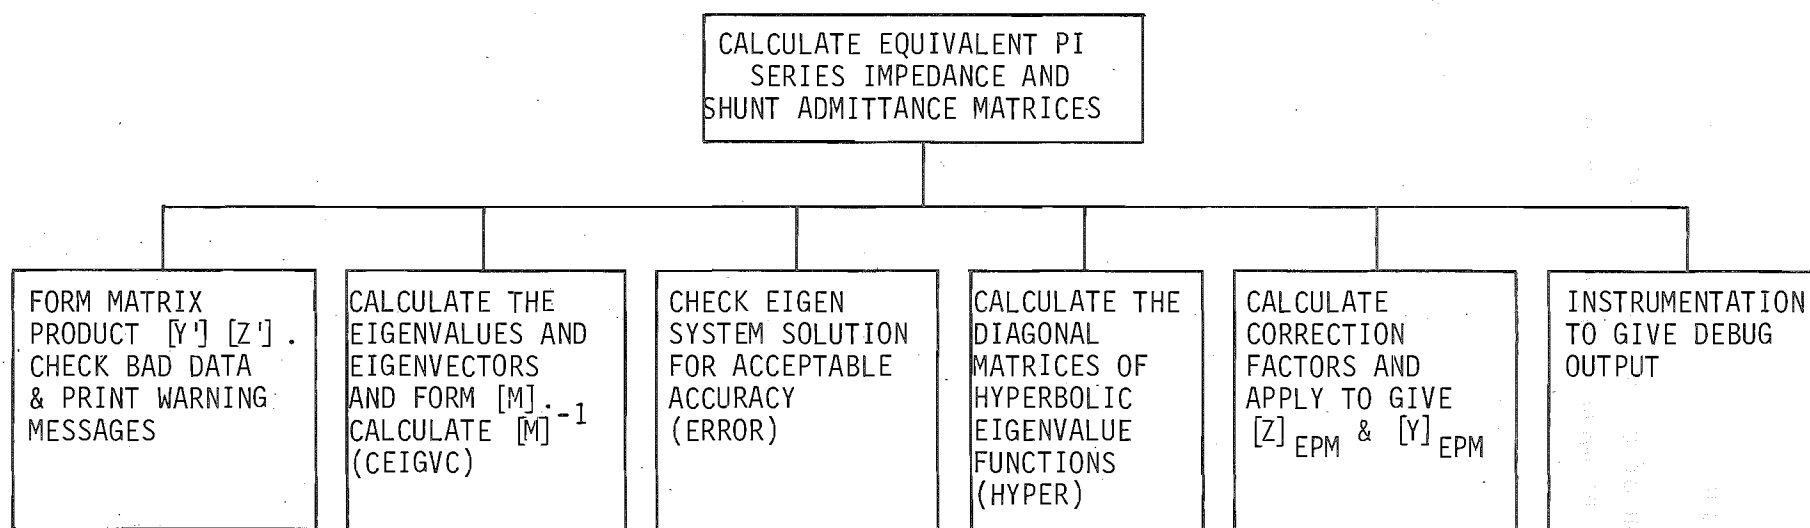 CALCULATE EQUIVALENT PI
SERIES IMPEDANCE AND
SHUNT ADMITTANCE MATRICES
FORM MATRIX
PRODUCT [Y'] [Z'] .
CHECK BAD DATA
& PRINT WARNING
MESSAGES
CALCULATE THE
EIGENVALUES AND
EIGENVECTORS
AND FORM [M].
CALCULATE [M]-1
(CEIGVC)
CHECK EIGEN
SYSTEM SOLUTION
FOR ACCEPTABLE
ACCURACY
(ERROR)
CALCULATE THE
DIAGONAL
MATRICES OF
HYPERBOLIC
EIGENVALUE
FUNCTIONS
(HYPER)
CALCULATE
CORRECTION
FACTORS AND
APPLY TO GIVE
[Z] EPM & [Y] EPM
INSTRUMENTATION
TO GIVE DEBUG
OUTPUT